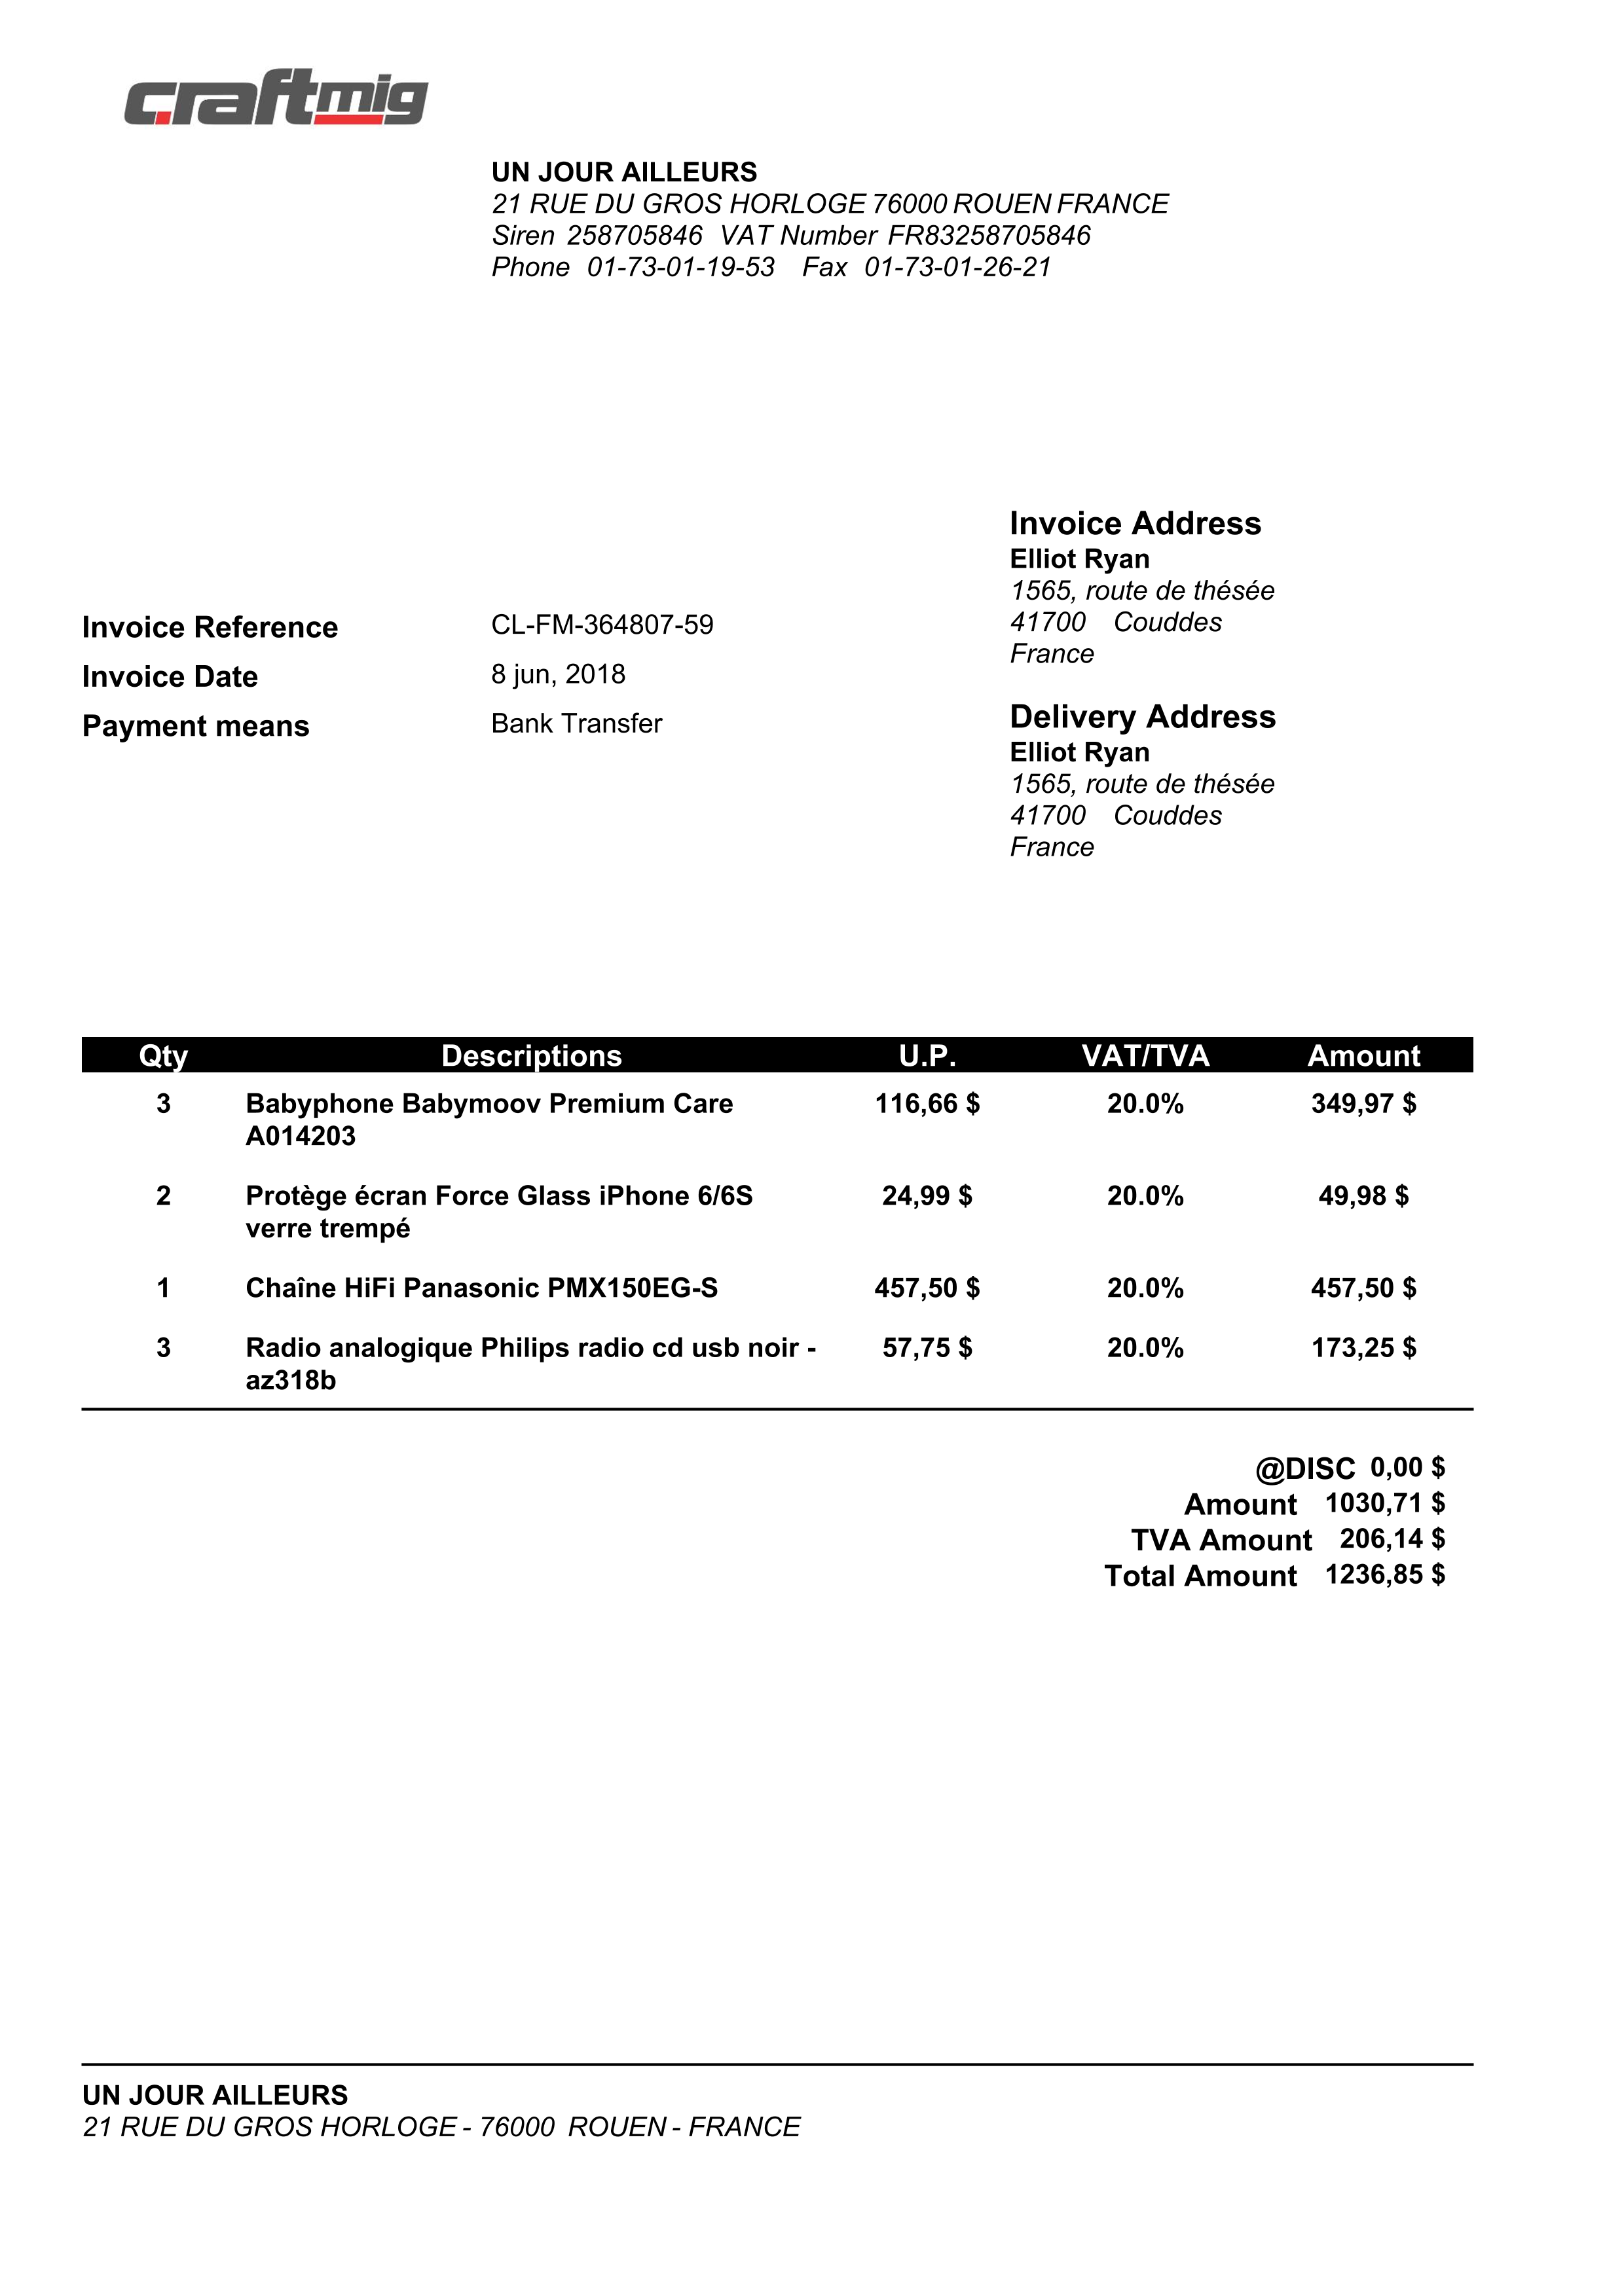 craftmig
UN JOUR AILLEURS
21 RUE DU GROS HORLOGE 76000 ROUEN FRANCE
Siren 258705846 VAT Number FR83258705846
Phone 01-73-01-19-53 Fax 01-73-01-26-21
Invoice Address
Elliot Ryan
1565, route de thésée
41700 Couddes
France
Invoice Reference CL-FM-364807-59
Invoice Date 8 jun, 2018
Payment means Bank Transfer
Delivery Address
Elliot Ryan
1565, route de thésée
41700 Couddes
France
Qty Descriptions U.P. VAT/TVA Amount
3 Babyphone Babymoov Premium Care 116,66 $ 20.0% 349,97 $
A014203
2 Protège écran Force Glass iPhone 6/6S 24,99 $ 20.0% 49,98 $
verre trempé
1 Chaîne HiFi Panasonic PMX150EG-S 457,50 $ 20.0% 457,50 $
3 Radio analogique Philips radio cd usb noir - 57,75 $ 20.0% 173,25 $
az318b
@DISC 0,00 $
Amount 1030,71 $
TVA Amount 206,14 $
Total Amount 1236,85 $
UN JOUR AILLEURS
21 RUE DU GROS HORLOGE - 76000 ROUEN - FRANCE